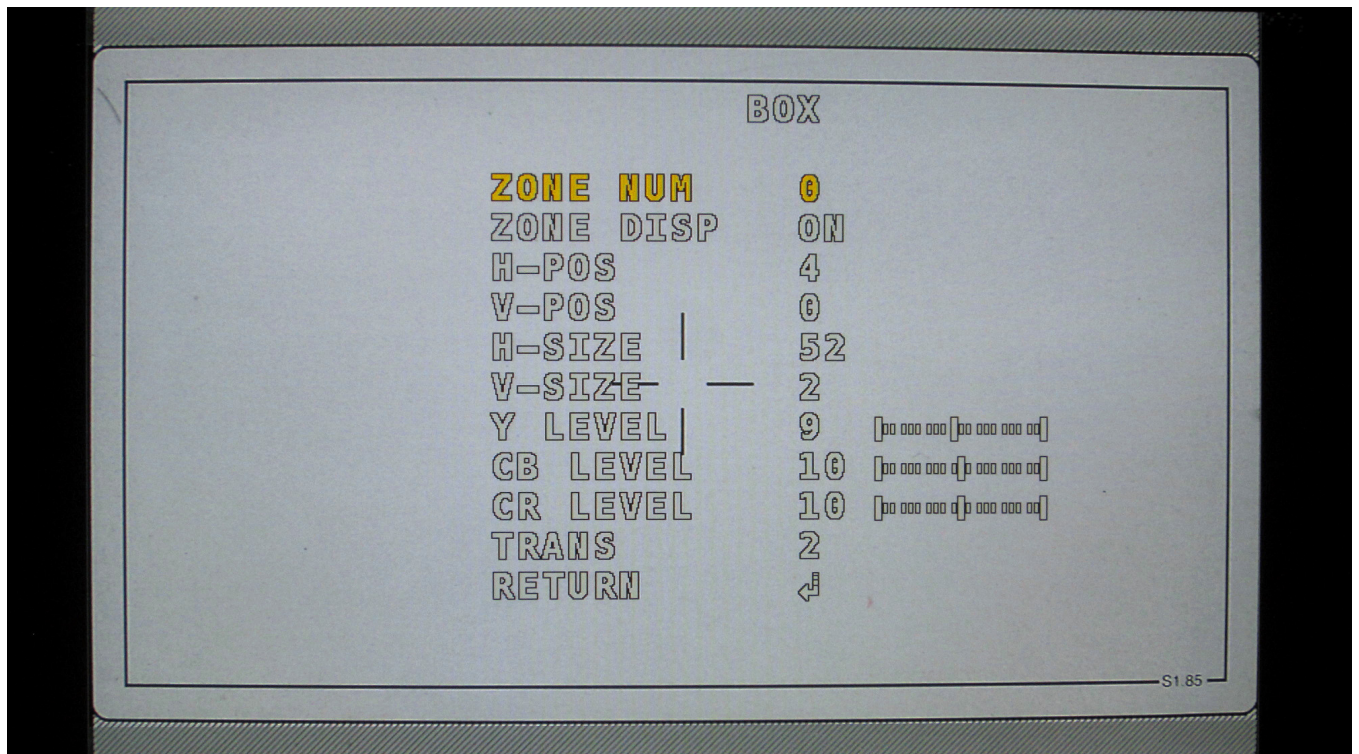 BOX
ZONE NUM 0
ZONE DISP ON
H-POS 4
V-POS 0
H-SIZE 52
V-SIZE 2
Y LEVEL 9
CB LEVEL 10
CR LEVEL 10
TRANS 2
RETURN ↲
S1.85